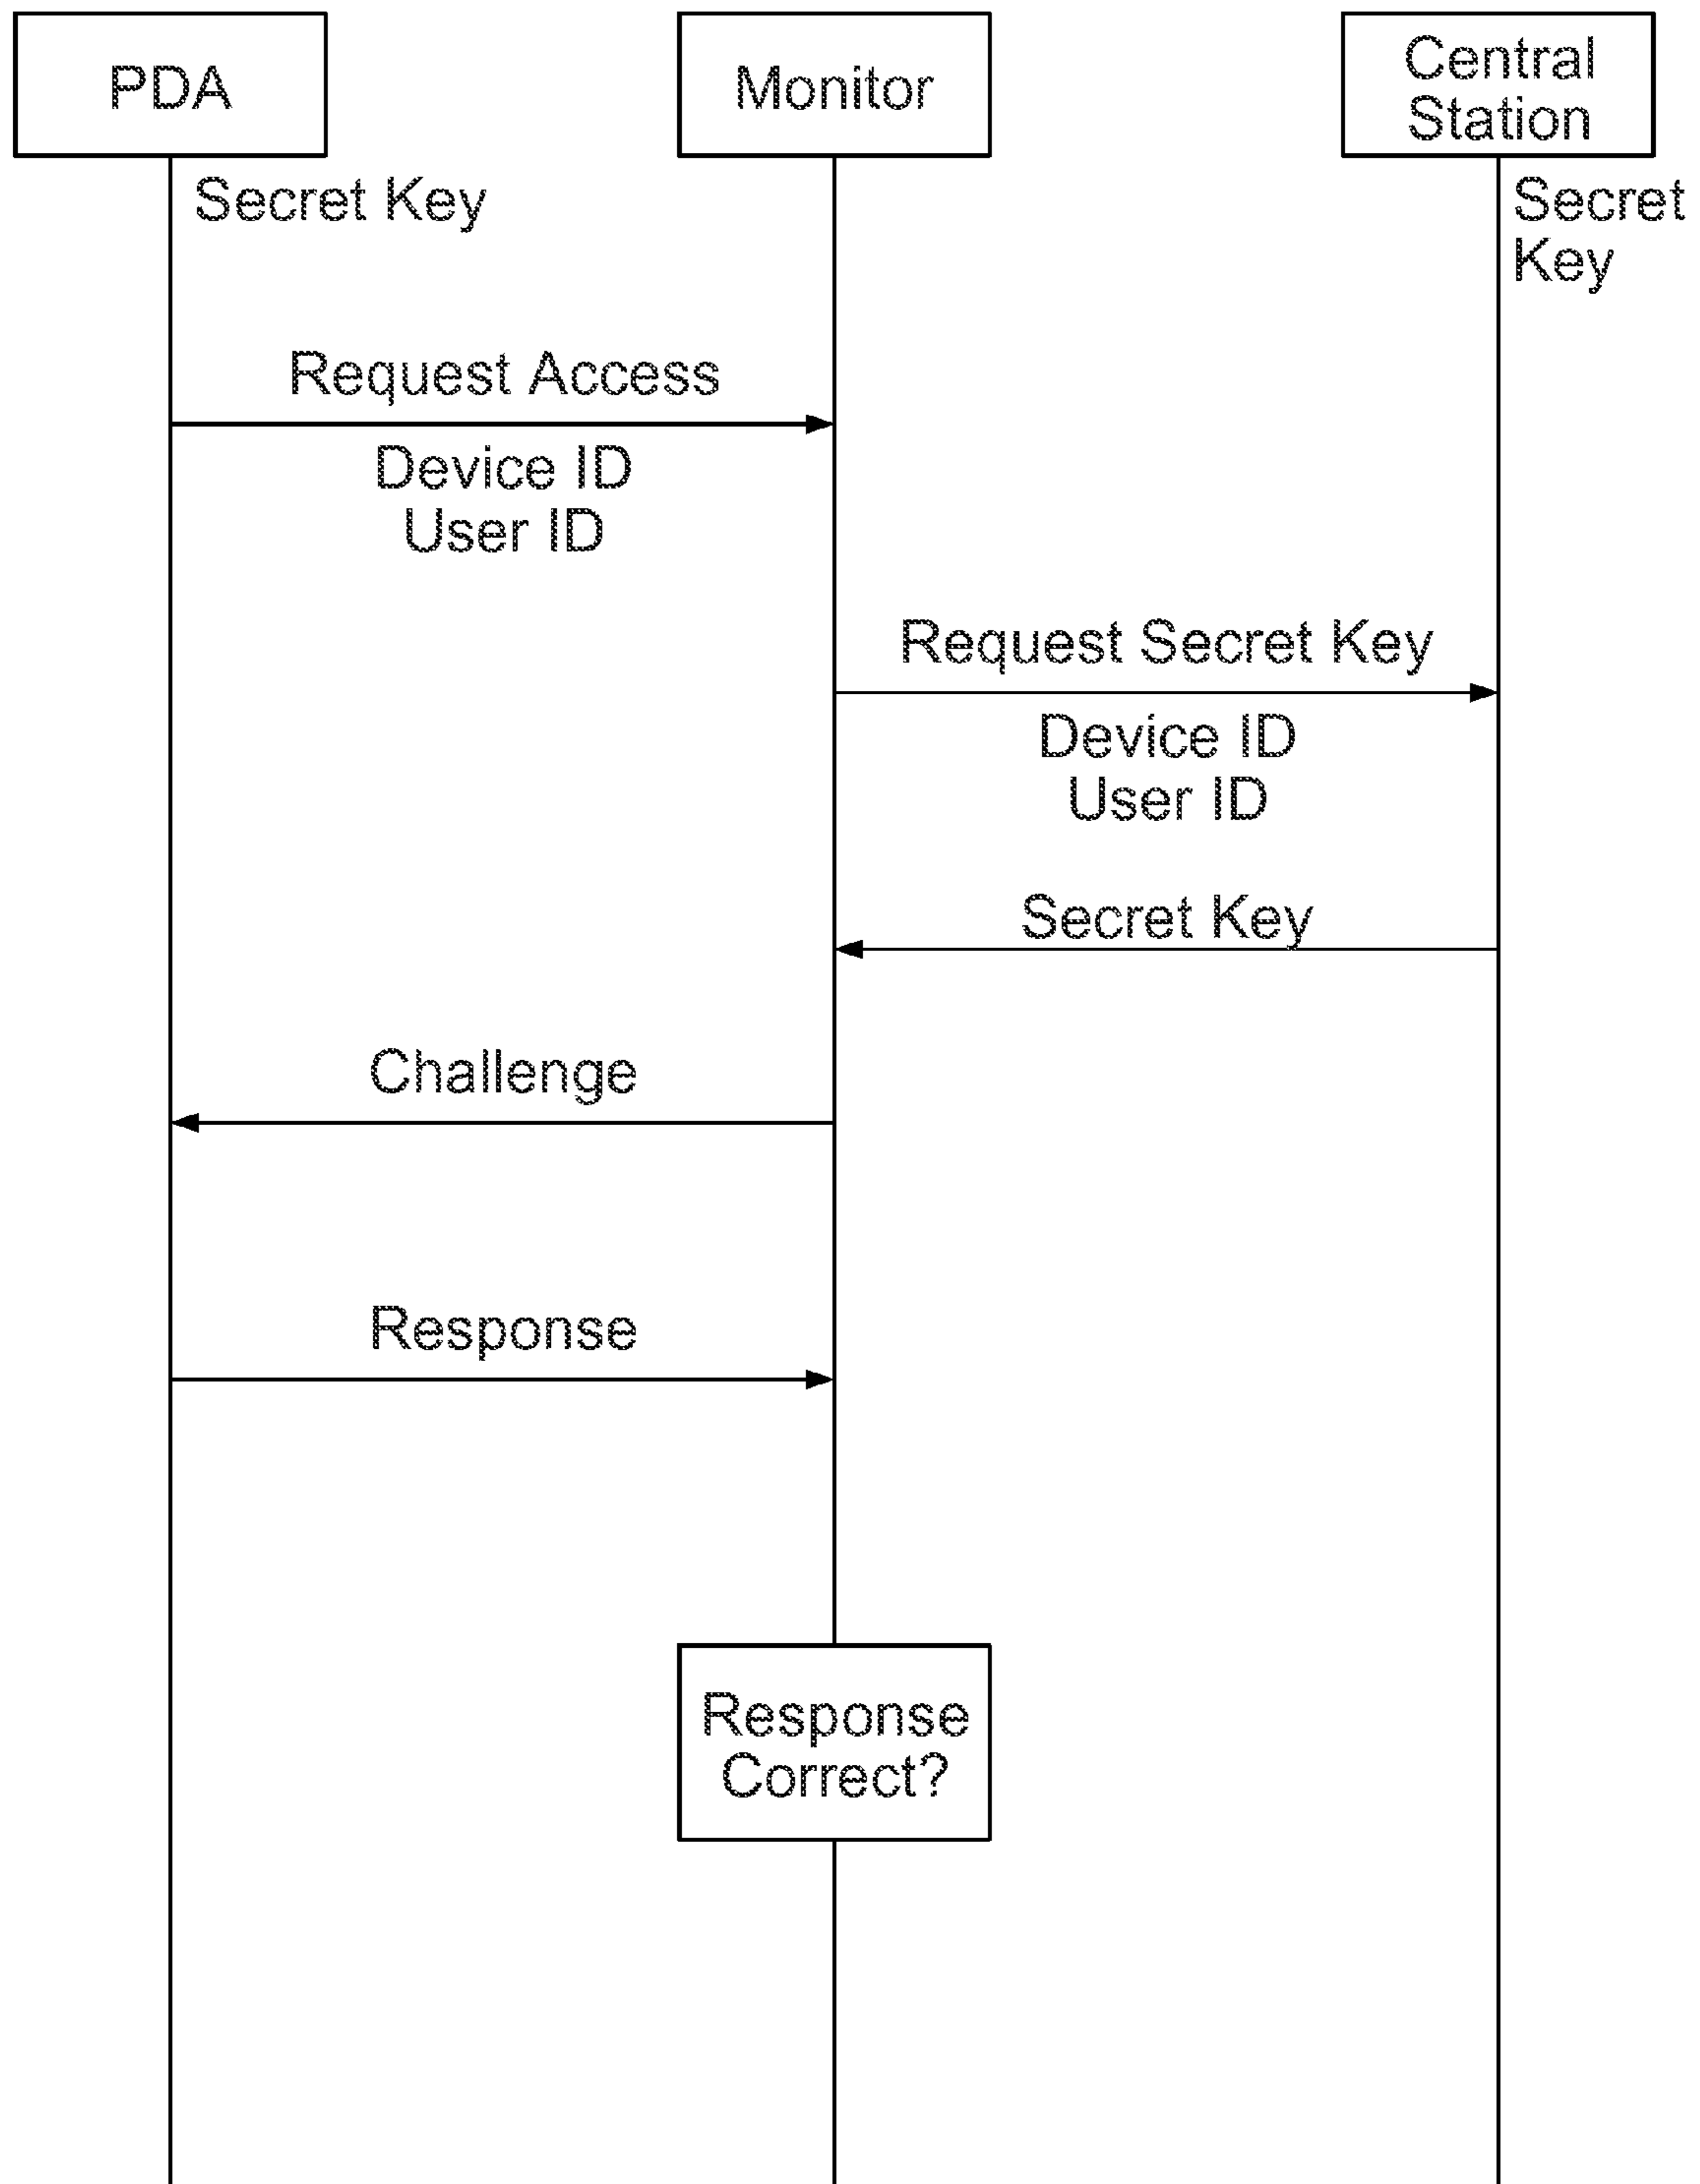 PDA
Monitor
Central
Station
Secret Key
Secret
Key
Request Access
Device ID
User ID
Request Secret Key
Device ID
User ID
Secret Key
Challenge
Response
Response
Correct?